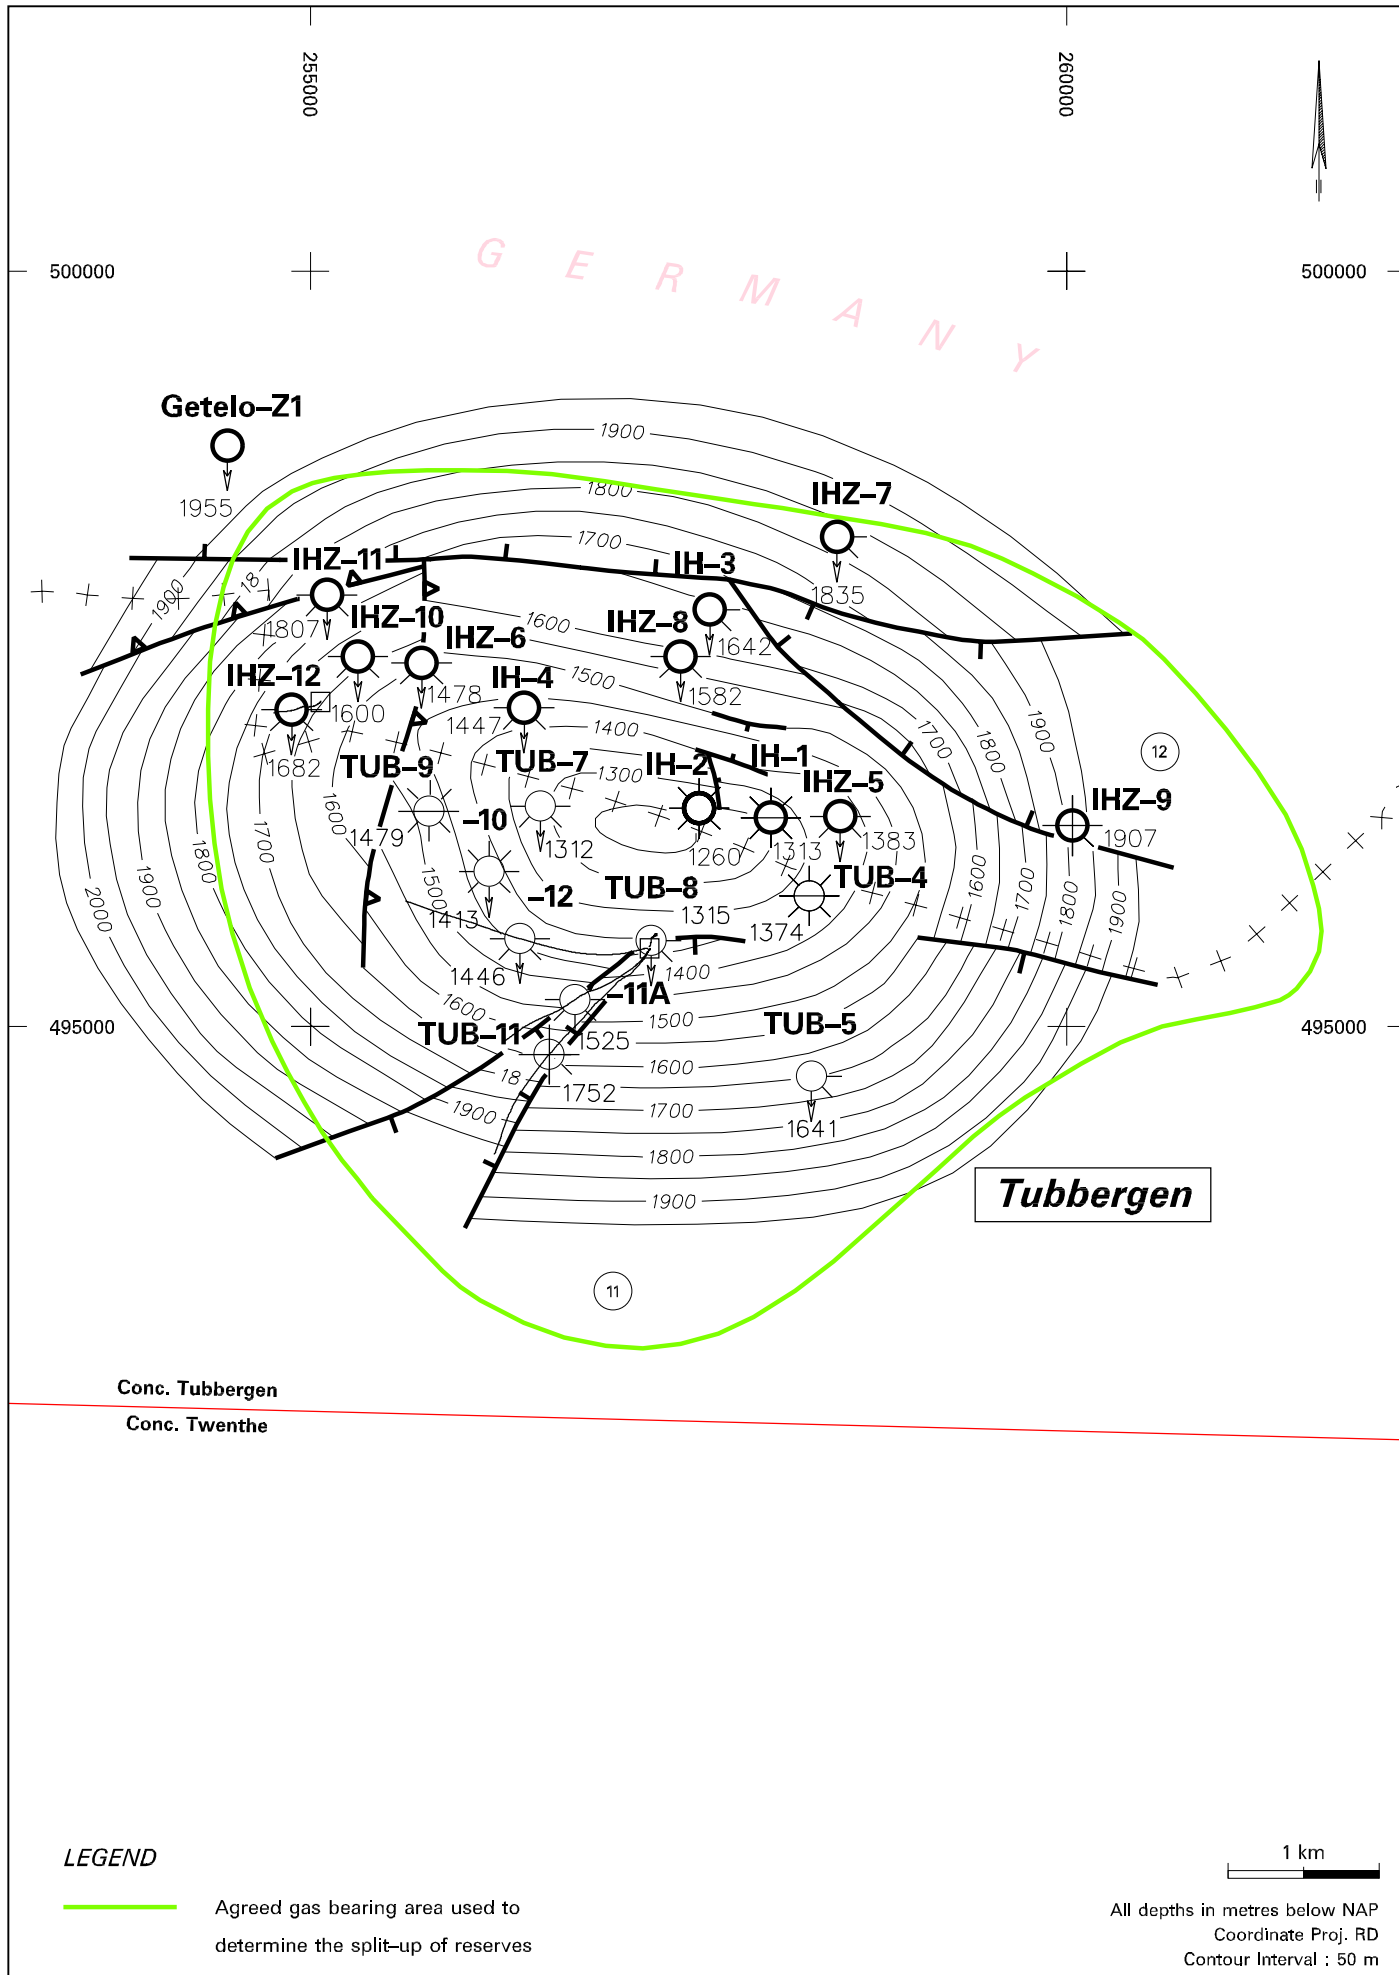 255000
260000
500000
500000
GERMANY
Getelo–Z1
1900
1955
1800
IHZ–7
1700
IH–3
IHZ–11
1835
18
1900
1807
IHZ–10
IHZ–6
1600
IHZ–8
1642
IHZ–12
1478
IH–4
1500
1582
1600
1447
1400
1900
1800
1700
12
1682
TUB–9
TUB–7
IH–2
IH–1
1300
IHZ–5
IHZ–9
1600
1479
–10
1312
1260
1313
1383
1907
1700
1800
1900
2000
1500
–12
TUB–8
TUB–4
1600
1700
1800
1900
1413
1315
1374
1446
1400
–11A
1600
1500
TUB–5
495000
495000
TUB–11
1525
1600
18
1752
1900
1700
1641
1800
1900
Tubbergen
11
Conc. Tubbergen
Conc. Twenthe
LEGEND
1 km
Agreed gas bearing area used to
determine the split–up of reserves
All depths in metres below NAP
Coordinate Proj. RD
Contour Interval : 50 m